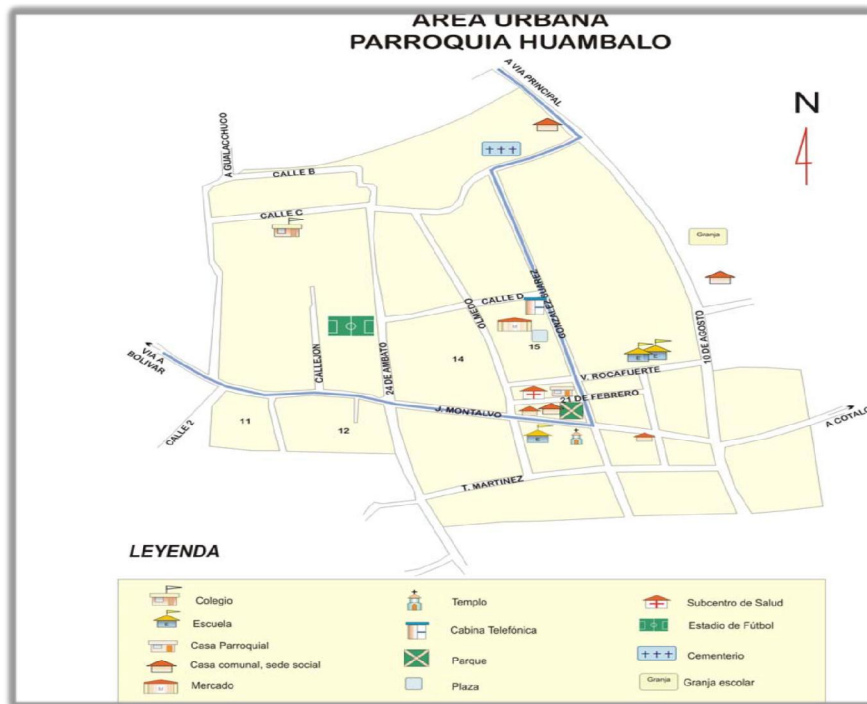 AREA URBANA
PARROQUIA HUAMBALO
A VIA PRINCIPAL
N
A GUALACCHUCO
CALLE B
CALLE C
Granja
GONZALEZ SUAREZ
CALLE D
OLMEDO
10 DE AGOSTO
15
VIA A
BOLIVAR
CALLEJON
24 DE AMBATO
14
V. ROCAFUERTE
21 DE FEBRERO
J. MONTALVO
A COTALO
CALLE 2
11
12
T. MARTINEZ
LEYENDA
Colegio
Escuela
Casa Parroquial
Casa comunal, sede social
Mercado
Templo
Cabina Telefónica
Parque
Plaza
Subcentro de Salud
Estadio de Fútbol
Cementerio
Granja
Granja escolar